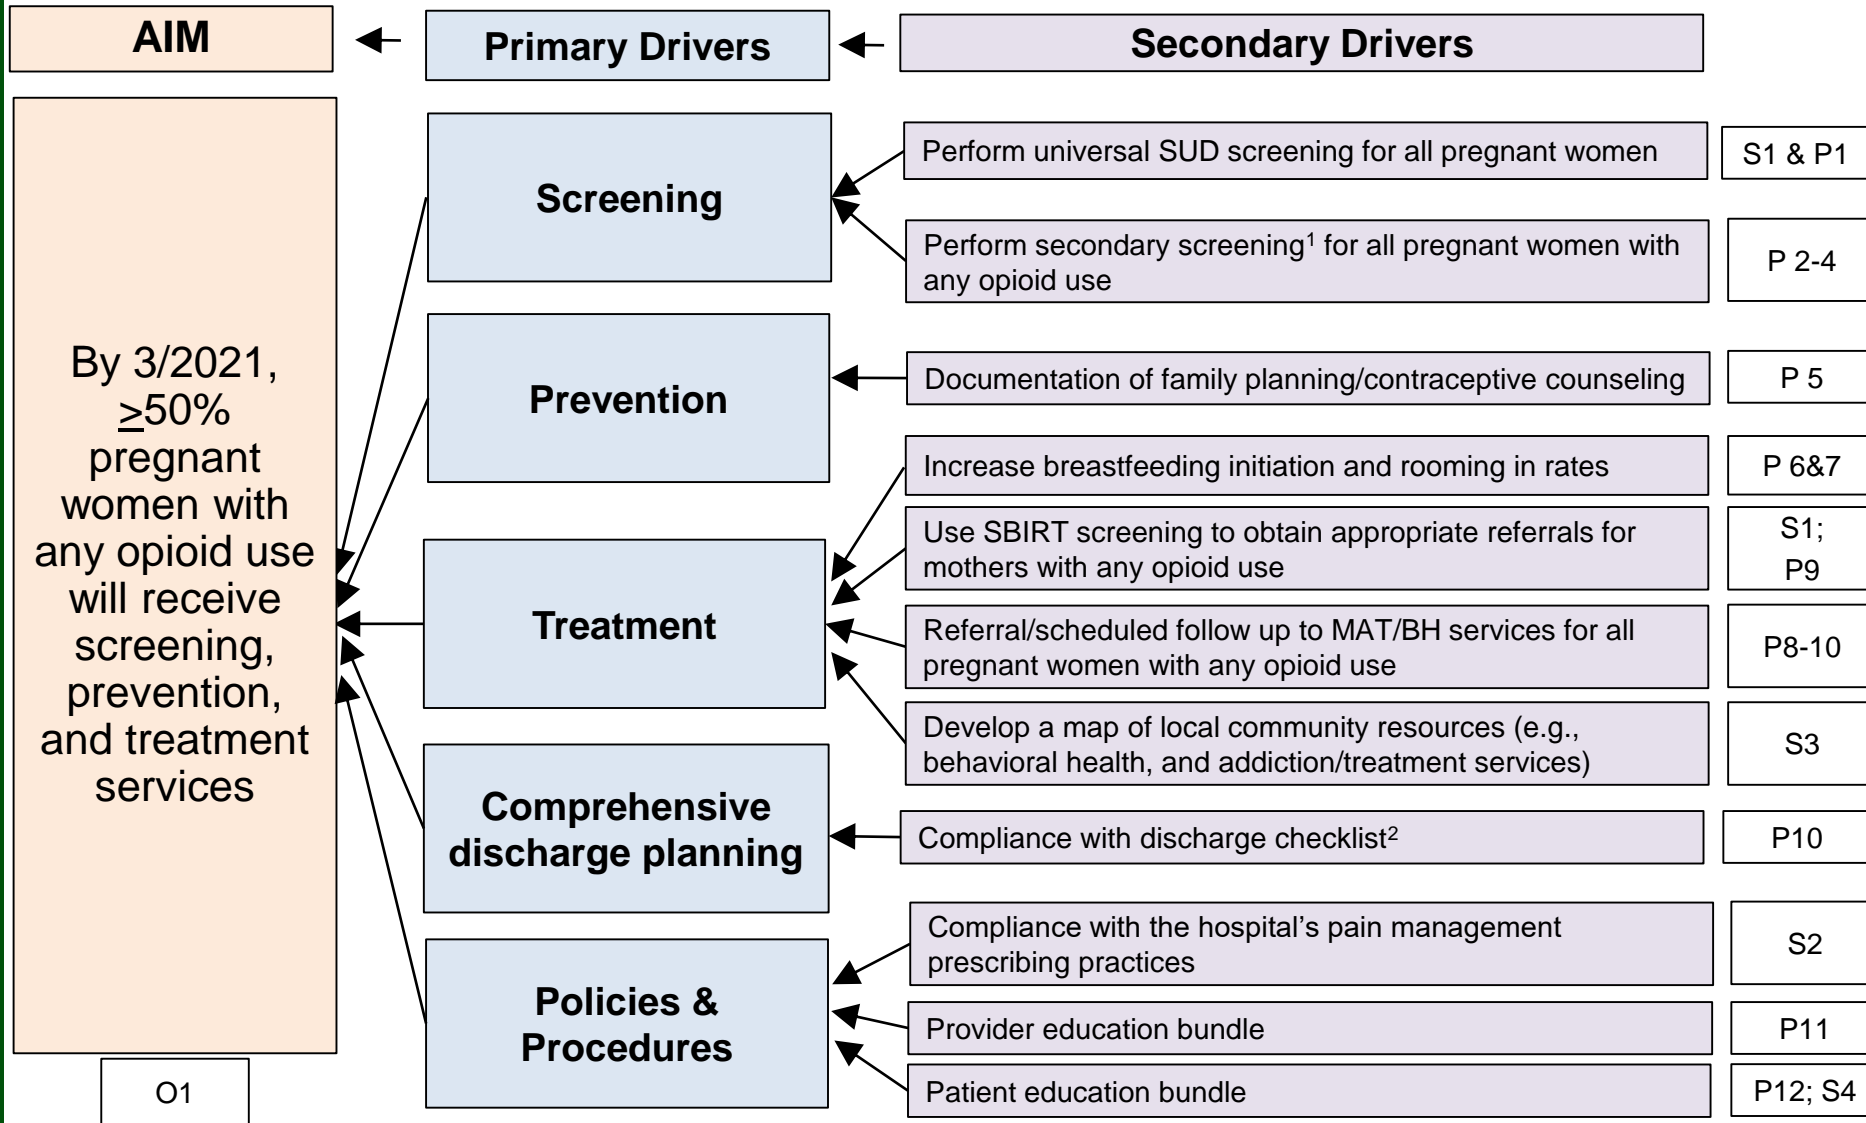 AIM
Primary Drivers
Secondary Drivers
By 3/2021,
≥50%
pregnant
women with
any opioid use
will receive
screening,
prevention,
and treatment
services
O1
Screening
Perform universal SUD screening for all pregnant women
S1 & P1
Perform secondary screening¹ for all pregnant women with
any opioid use
P 2-4
Prevention
Documentation of family planning/contraceptive counseling
P 5
Treatment
Increase breastfeeding initiation and rooming in rates
P 6&7
Use SBIRT screening to obtain appropriate referrals for
mothers with any opioid use
S1;
P9
Referral/scheduled follow up to MAT/BH services for all
pregnant women with any opioid use
P8-10
Develop a map of local community resources (e.g.,
behavioral health, and addiction/treatment services)
S3
Comprehensive
discharge planning
Compliance with discharge checklist²
P10
Policies &
Procedures
Compliance with the hospital's pain management
prescribing practices
S2
Provider education bundle
P11
Patient education bundle
P12; S4